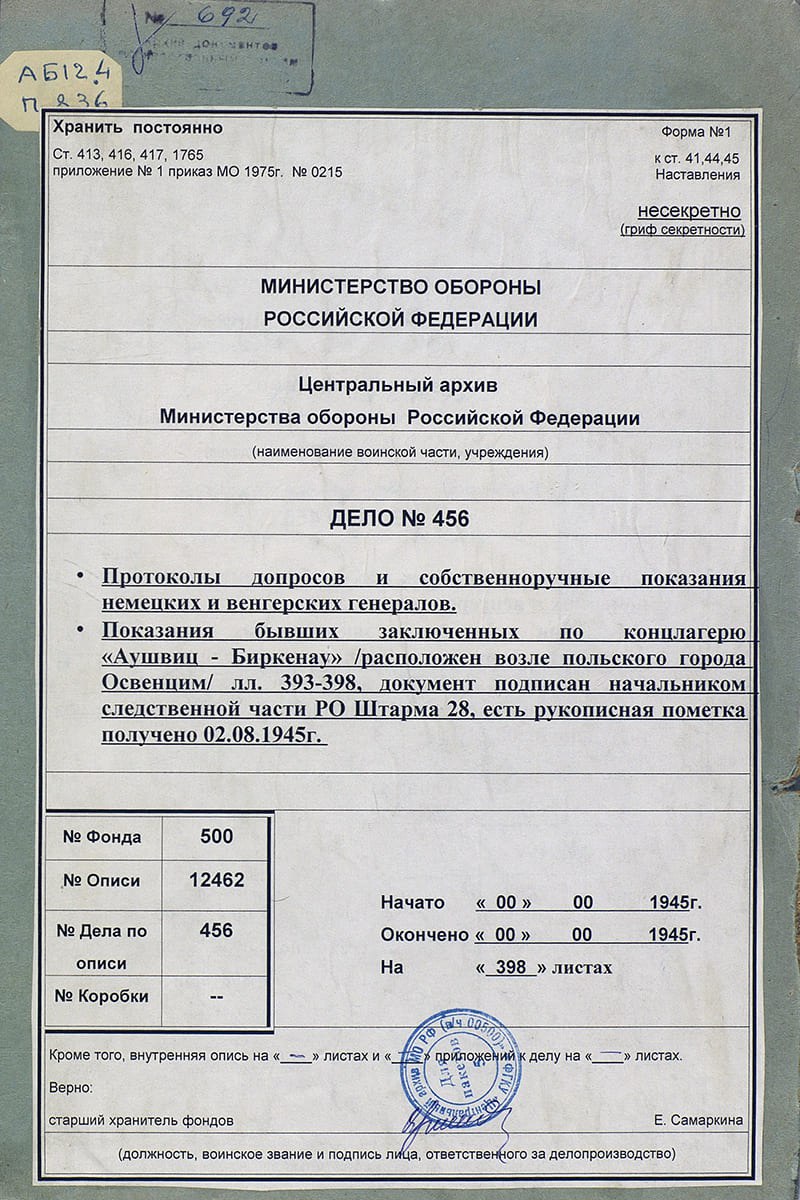 № 692
АБ12.4
П 236
Хранить постоянно
Форма №1
Ст. 413, 416, 417, 1765
к ст. 41,44,45
приложение № 1 приказ МО 1975г. № 0215
Наставления
несекретно
(гриф секретности)
МИНИСТЕРСТВО ОБОРОНЫ
РОССИЙСКОЙ ФЕДЕРАЦИИ
Центральный архив
Министерства обороны Российской Федерации
(наименование воинской части, учреждения)
ДЕЛО № 456
• Протоколы допросов и собственноручные показания
немецких и венгерских генералов.
• Показания бывших заключенных по концлагерю
«Аушвиц - Биркенау» /расположен возле польского города
Освенцим/ лл. 393-398, документ подписан начальником
следственной части РО Штарма 28, есть рукописная пометка
получено 02.08.1945г.
№ Фонда 500
№ Описи 12462
№ Дела по описи 456
№ Коробки --
Начато « 00 » 00 1945г.
Окончено « 00 » 00 1945г.
На « 398 » листах
Кроме того, внутренняя опись на «—» листах и «—» приложений к делу на «—» листах.
Верно:
старший хранитель фондов
Е. Самаркина
(должность, воинское звание и подпись лица, ответственного за делопроизводство)
Для
пакетов
5